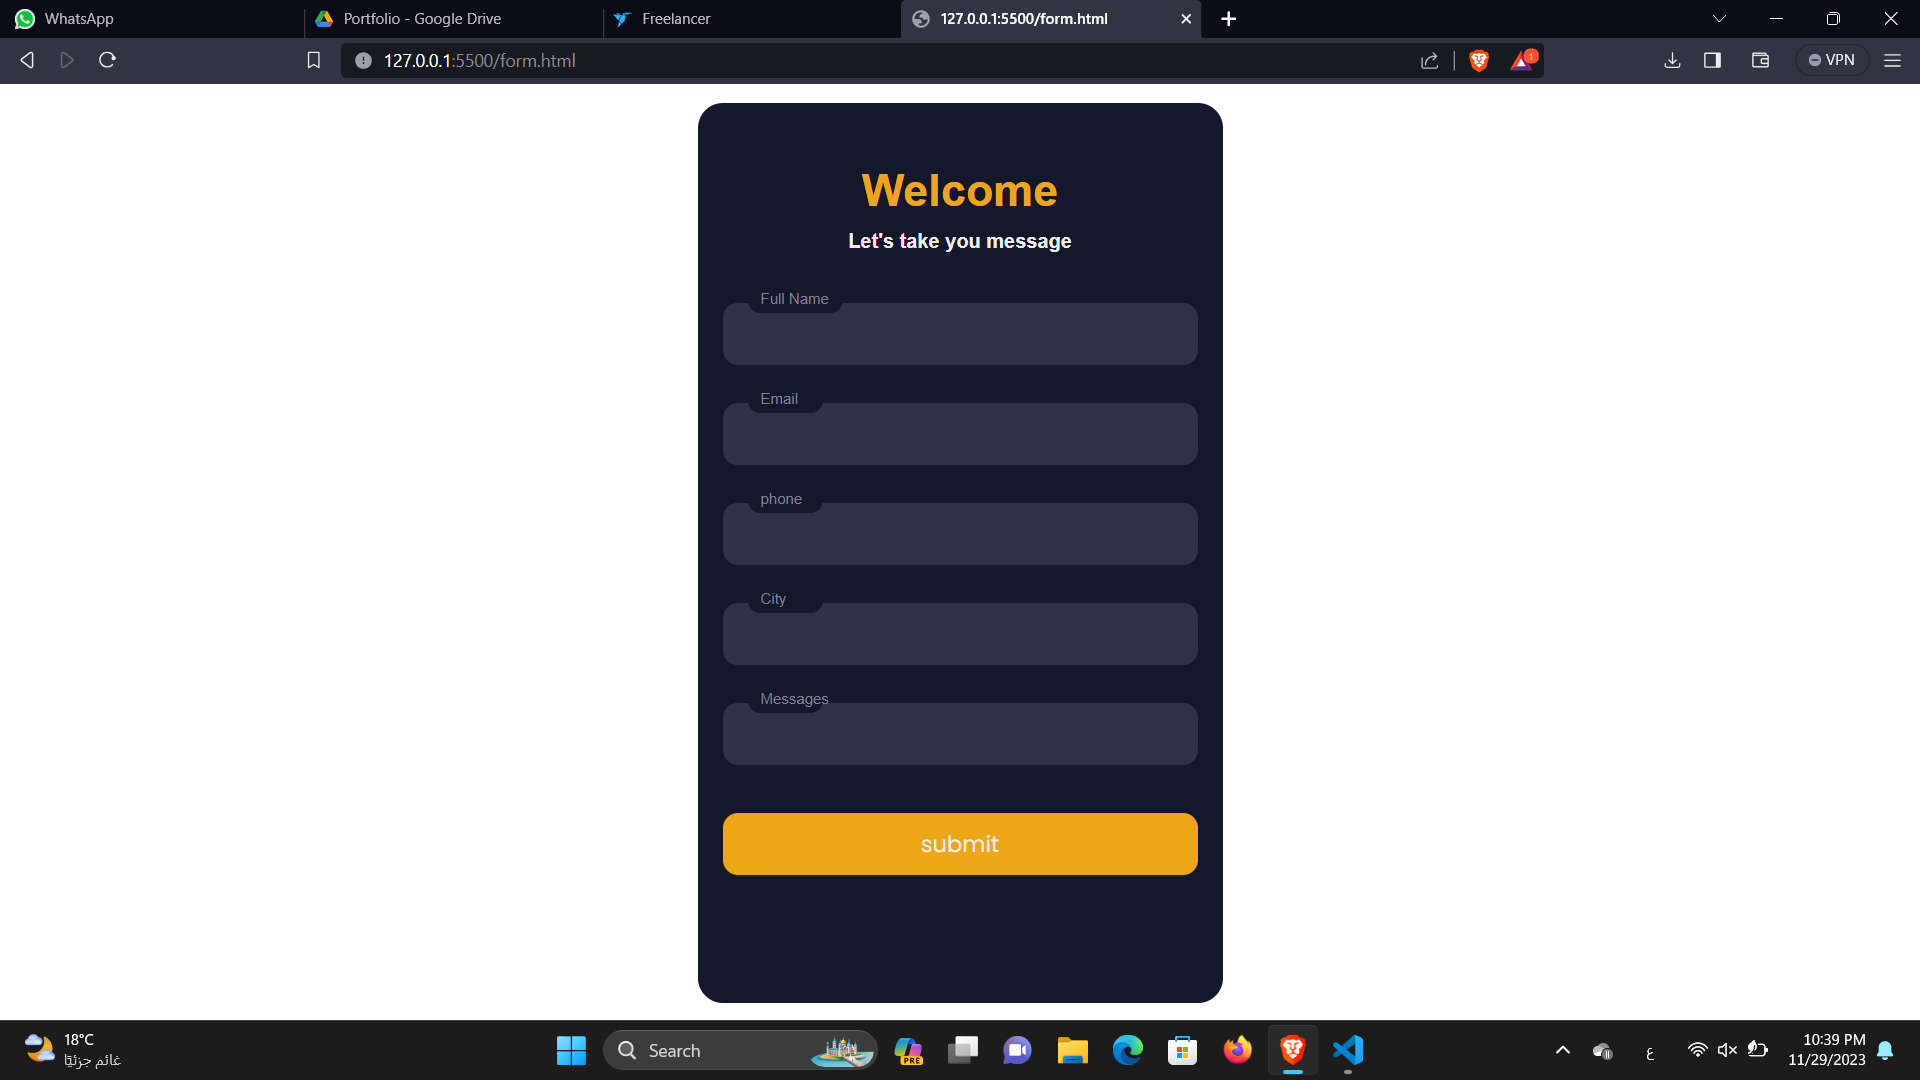 WhatsApp
Portfolio - Google Drive
Freelancer
127.0.0.1:5500/form.html
127.0.0.1:5500/form.html
1
VPN
Welcome
Let's take you message
Full Name
Email
phone
City
Messages
submit
18°C
غائم جزئيًا
Search
PRE
ع
10:39 PM
11/29/2023